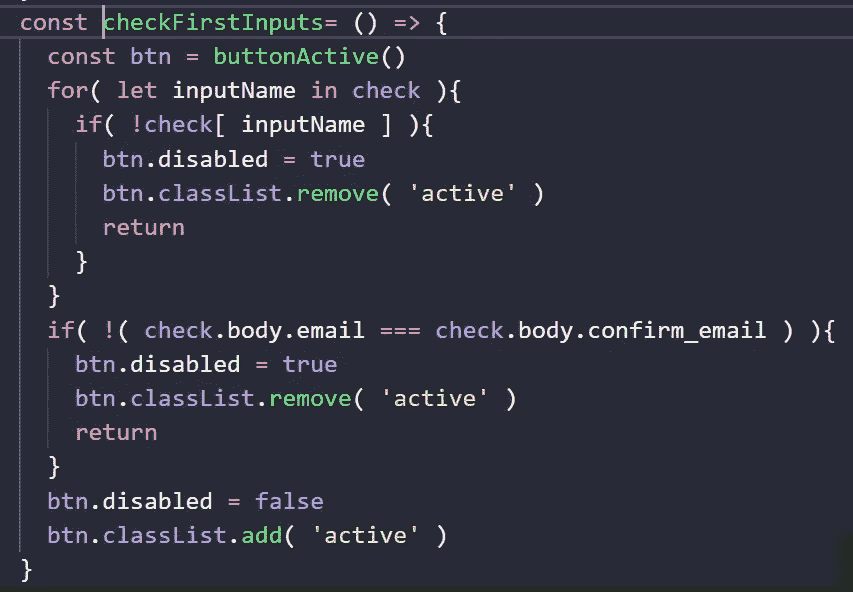 const checkFirstInputs= () => {
const btn = buttonActive()
for( let inputName in check ){
if( !check[ inputName ] ){
btn.disabled = true
btn.classList.remove( 'active' )
return
}
}
if( !( check.body.email === check.body.confirm_email ) ){
btn.disabled = true
btn.classList.remove( 'active' )
return
}
btn.disabled = false
btn.classList.add( 'active' )
}